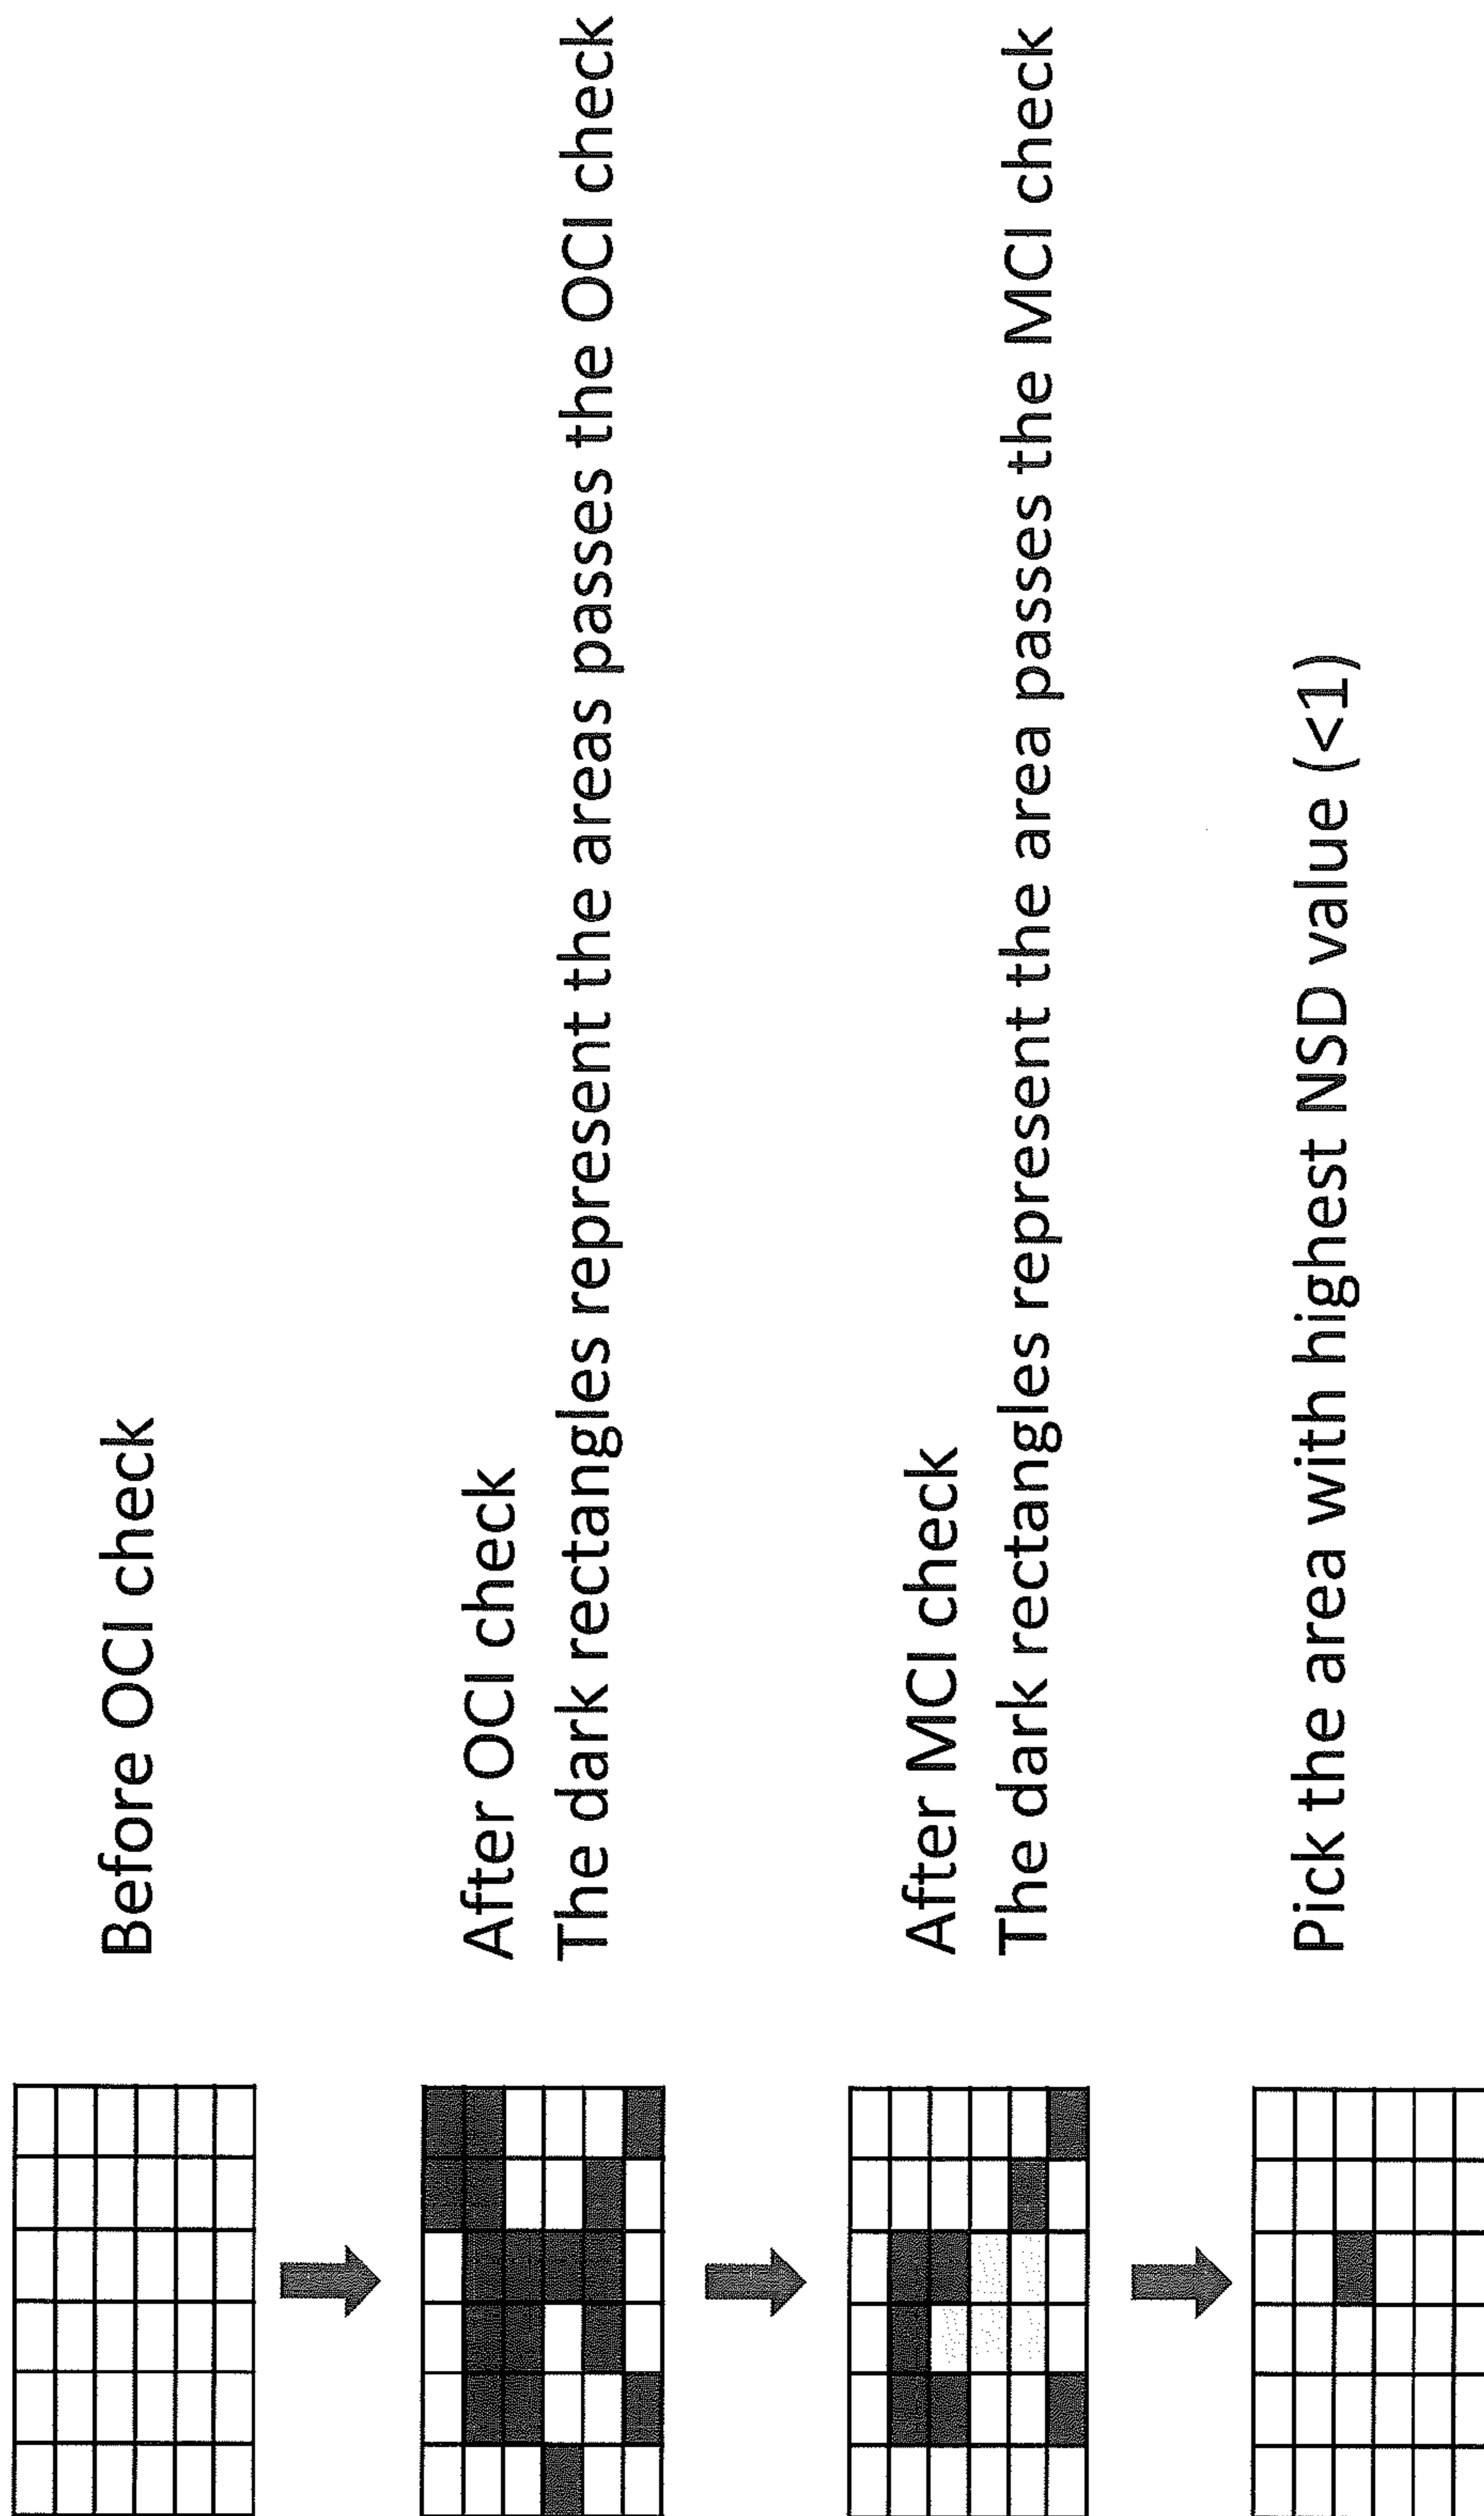 Before OCI check
After OCI check
The dark rectangles represent the areas passes the OCI check
After MCI check
The dark rectangles represent the area passes the MCI check
Pick the area with highest NSD value (<1)